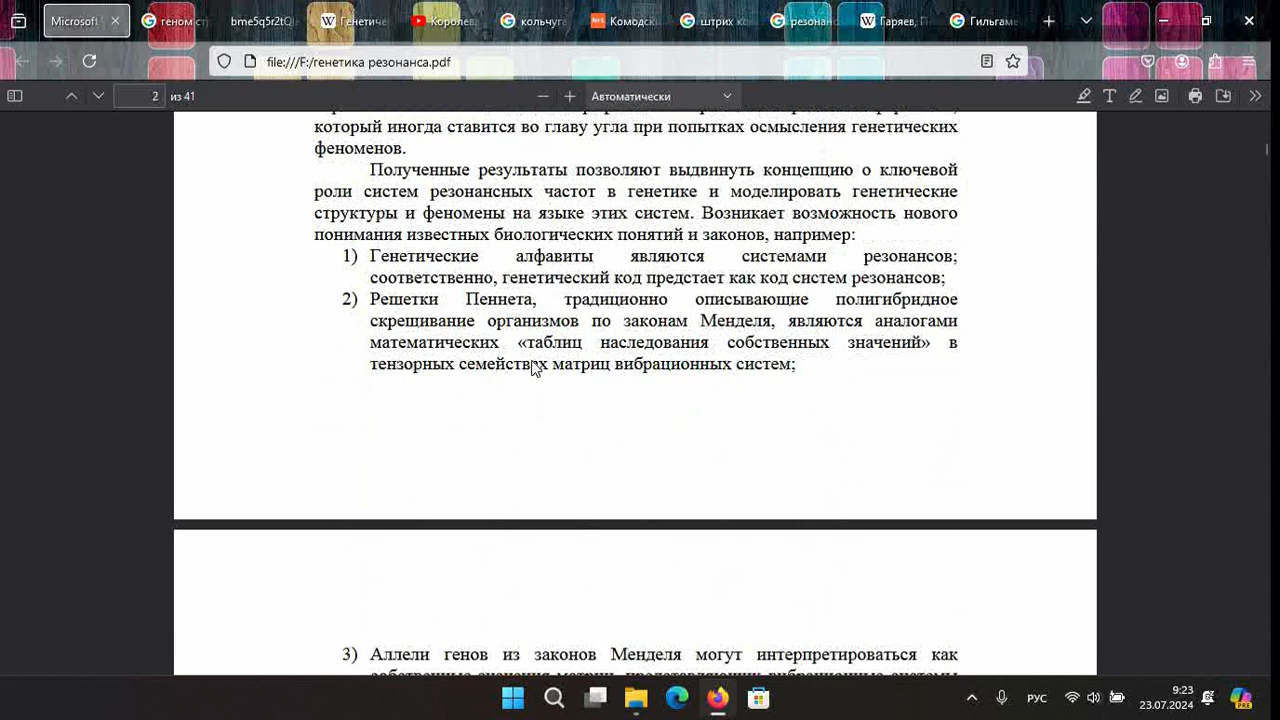 Microsoft
геном ст
bme5q5r2tQl
Генетиче
Королев
кольчуга
Комодск
штрих ко
резонанс
Гаряев, П
Гильгаме
file:///F:/генетика резонанса.pdf
2 из 41
Автоматически
который иногда ставится во главу угла при попытках осмысления генетических
феноменов.
Полученные результаты позволяют выдвинуть концепцию о ключевой
роли систем резонансных частот в генетике и моделировать генетические
структуры и феномены на языке этих систем. Возникает возможность нового
понимания известных биологических понятий и законов, например:
1) Генетические алфавиты являются системами резонансов;
соответственно, генетический код предстает как код систем резонансов;
2) Решетки Пеннета, традиционно описывающие полигибридное
скрещивание организмов по законам Менделя, являются аналогами
математических «таблиц наследования собственных значений» в
тензорных семействах матриц вибрационных систем;
3) Аллели генов из законов Менделя могут интерпретироваться как
РУС
9:23
23.07.2024
PRE